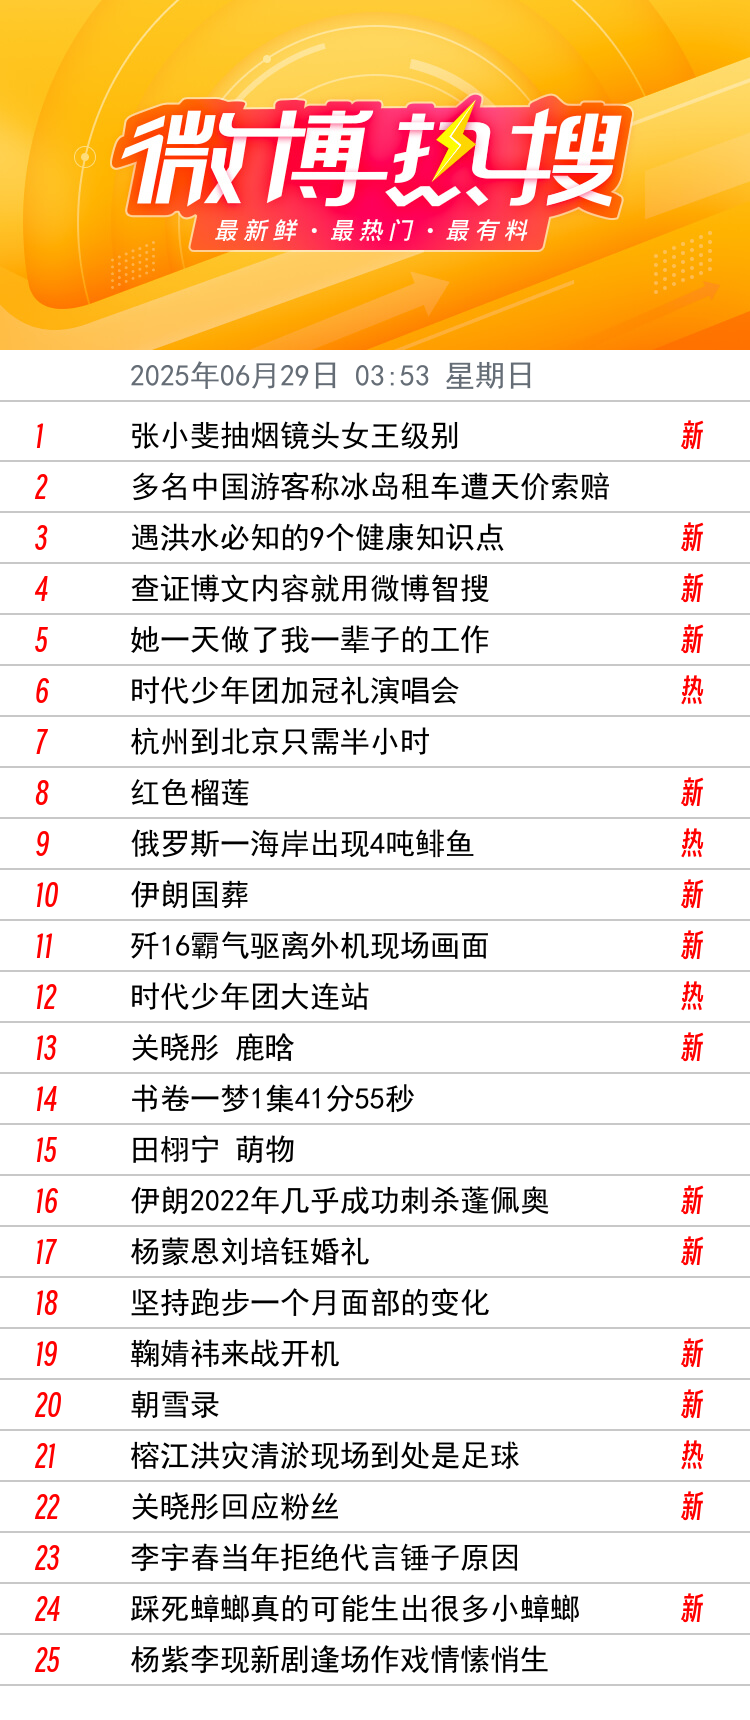 微博热搜
最新鲜·最热门·最有料
2025年06月29日 03:53 星期日
1 张小斐抽烟镜头女王级别 新
2 多名中国游客称冰岛租车遭天价索赔
3 遇洪水必知的9个健康知识点 新
4 查证博文内容就用微博智搜 新
5 她一天做了我一辈子的工作 新
6 时代少年团加冠礼演唱会 热
7 杭州到北京只需半小时
8 红色榴莲 新
9 俄罗斯一海岸出现4吨鲱鱼 热
10 伊朗国葬 新
11 歼16霸气驱离外机现场画面 新
12 时代少年团大连站 热
13 关晓彤 鹿晗 新
14 书卷一梦1集41分55秒
15 田栩宁 萌物
16 伊朗2022年几乎成功刺杀蓬佩奥 新
17 杨蒙恩刘培钰婚礼 新
18 坚持跑步一个月面部的变化
19 鞠婧祎来战开机 新
20 朝雪录 新
21 榕江洪灾清淤现场到处是足球 热
22 关晓彤回应粉丝 新
23 李宇春当年拒绝代言锤子原因
24 踩死蟑螂真的可能生出很多小蟑螂 新
25 杨紫李现新剧逢场作戏情愫悄生